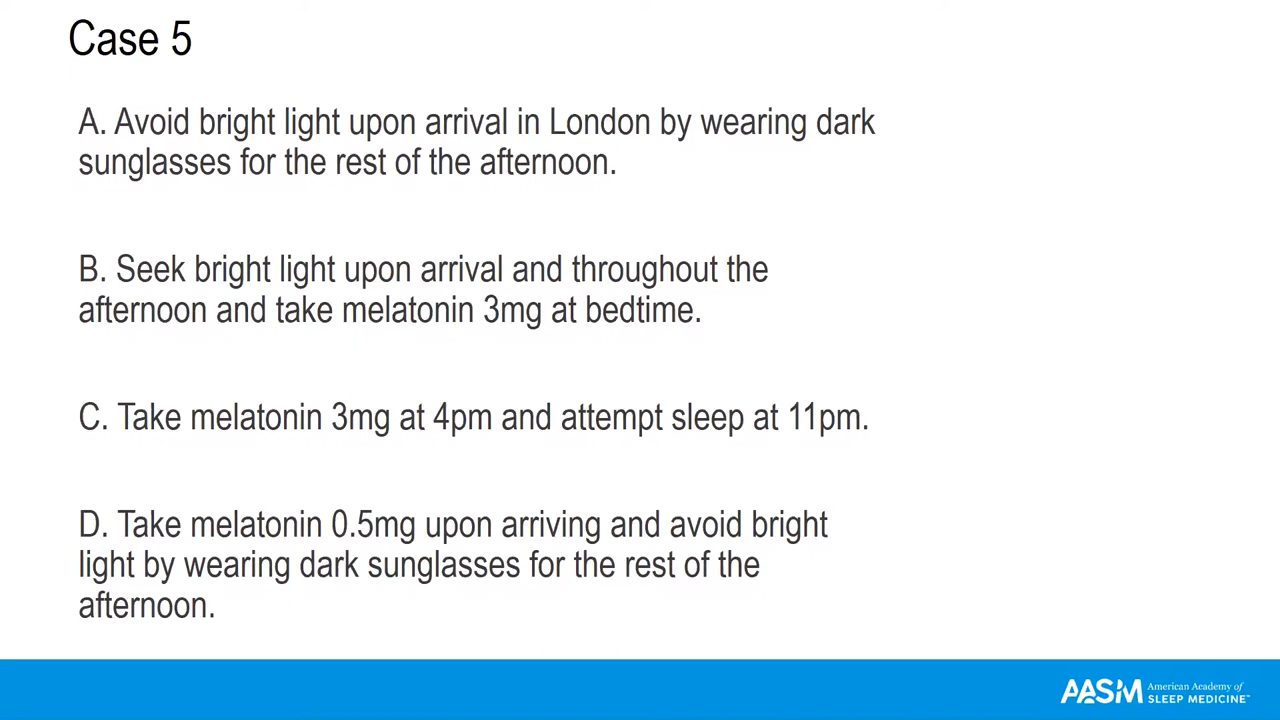 Case 5
A. Avoid bright light upon arrival in London by wearing dark
sunglasses for the rest of the afternoon.
B. Seek bright light upon arrival and throughout the
afternoon and take melatonin 3mg at bedtime.
C. Take melatonin 3mg at 4pm and attempt sleep at 11pm.
D. Take melatonin 0.5mg upon arriving and avoid bright
light by wearing dark sunglasses for the rest of the
afternoon.
AASM American Academy of
SLEEP MEDICINE™